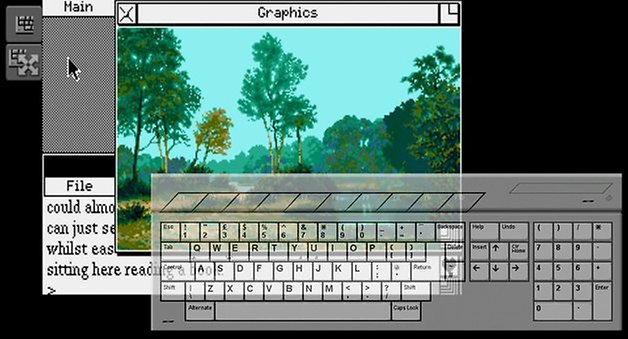 Main
Graphics
File
could almo
can just se
whilst eas
sitting here reading a book
>
Esc 1 2 3 4 5 6 7 8 9 0 - = Backspace Help Undo ( ) / *
Tab Q W E R T Y U I O P Delete Insert Clr Home 7 8 9 -
Control A S D F G H J K L Return 4 5 6 +
Shift Z X C V B N M < > ? Shift 1 2 3 Enter
Alternate Caps Lock 0 .